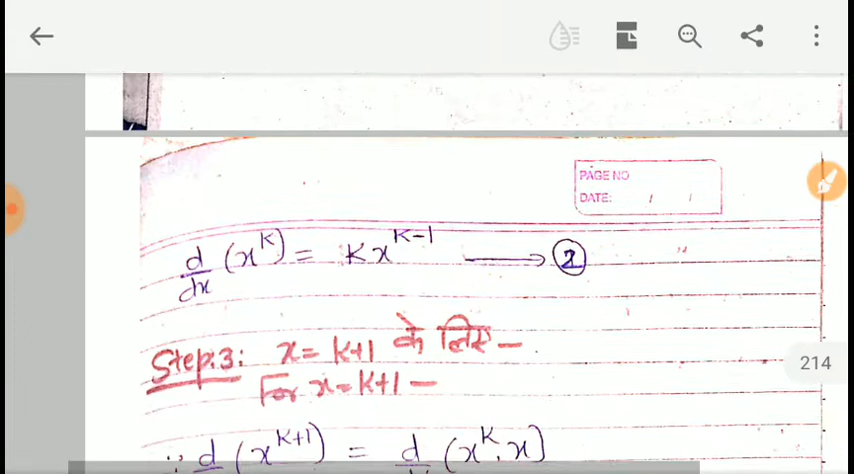 PAGE NO
DATE: / /
d/dx (x^k) = Kx^{K-1} ⟶ ②
Step:3: x = k+1 के लिए –
For x = k+1 –
214
∵ d/dx (x^{k+1}) = d/dx (x^k . x)